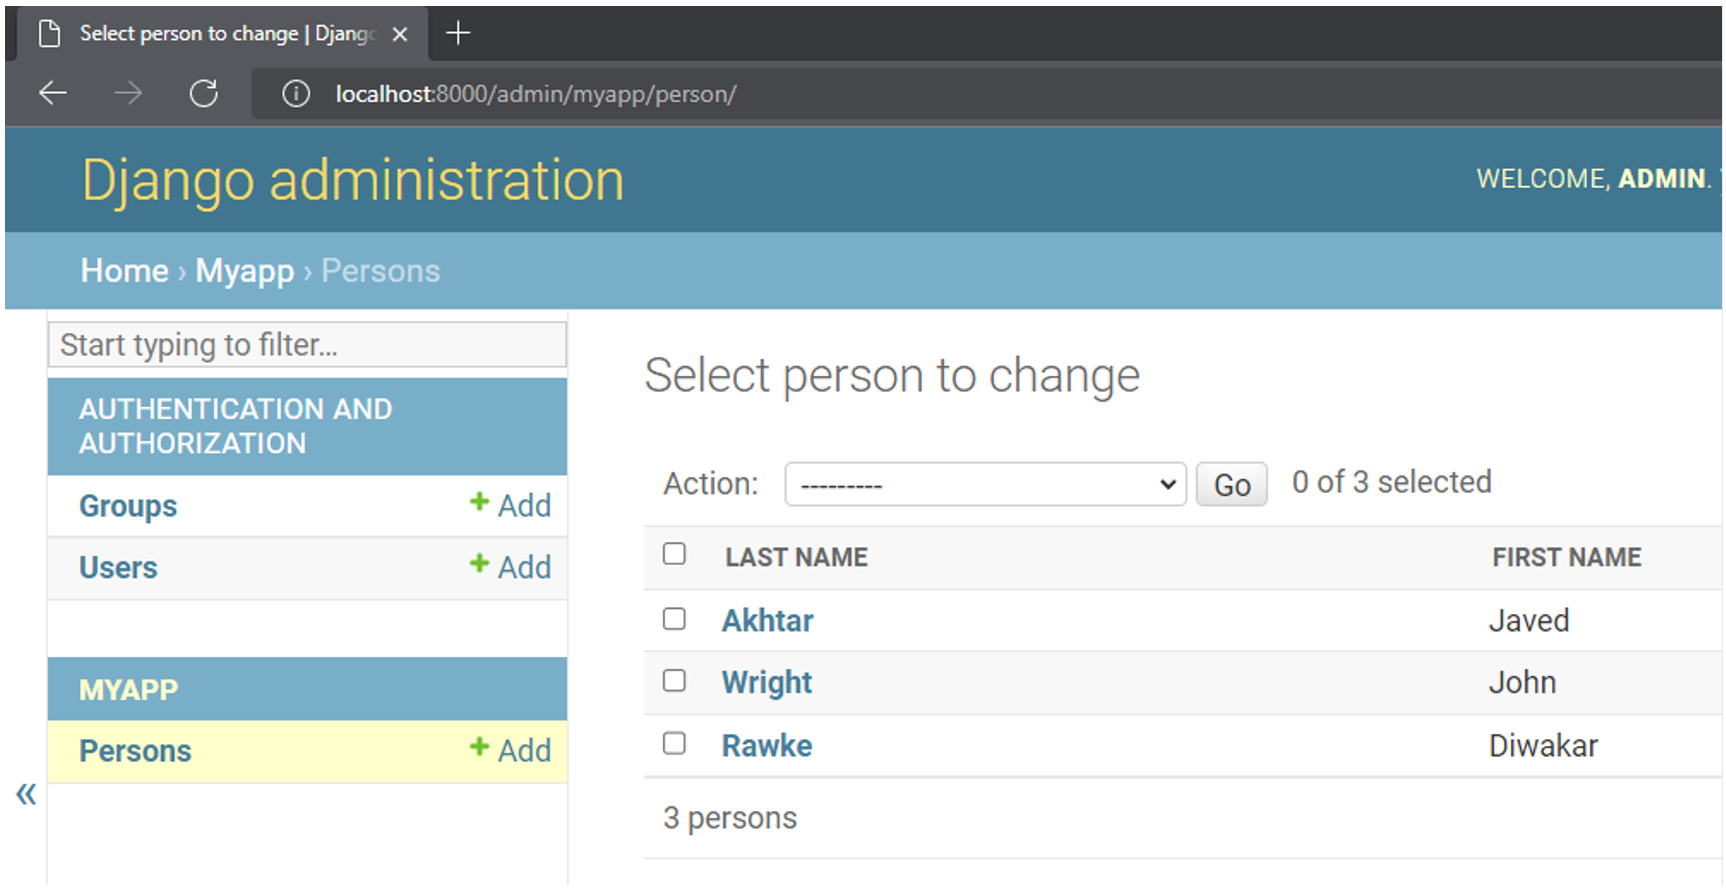 Select person to change | Django
localhost:8000/admin/myapp/person/
Django administration
WELCOME, ADMIN.
Home › Myapp › Persons
Start typing to filter...
AUTHENTICATION AND
AUTHORIZATION
Groups + Add
Users + Add
MYAPP
Persons + Add
«
Select person to change
Action: --------- Go 0 of 3 selected
LAST NAME FIRST NAME
Akhtar Javed
Wright John
Rawke Diwakar
3 persons